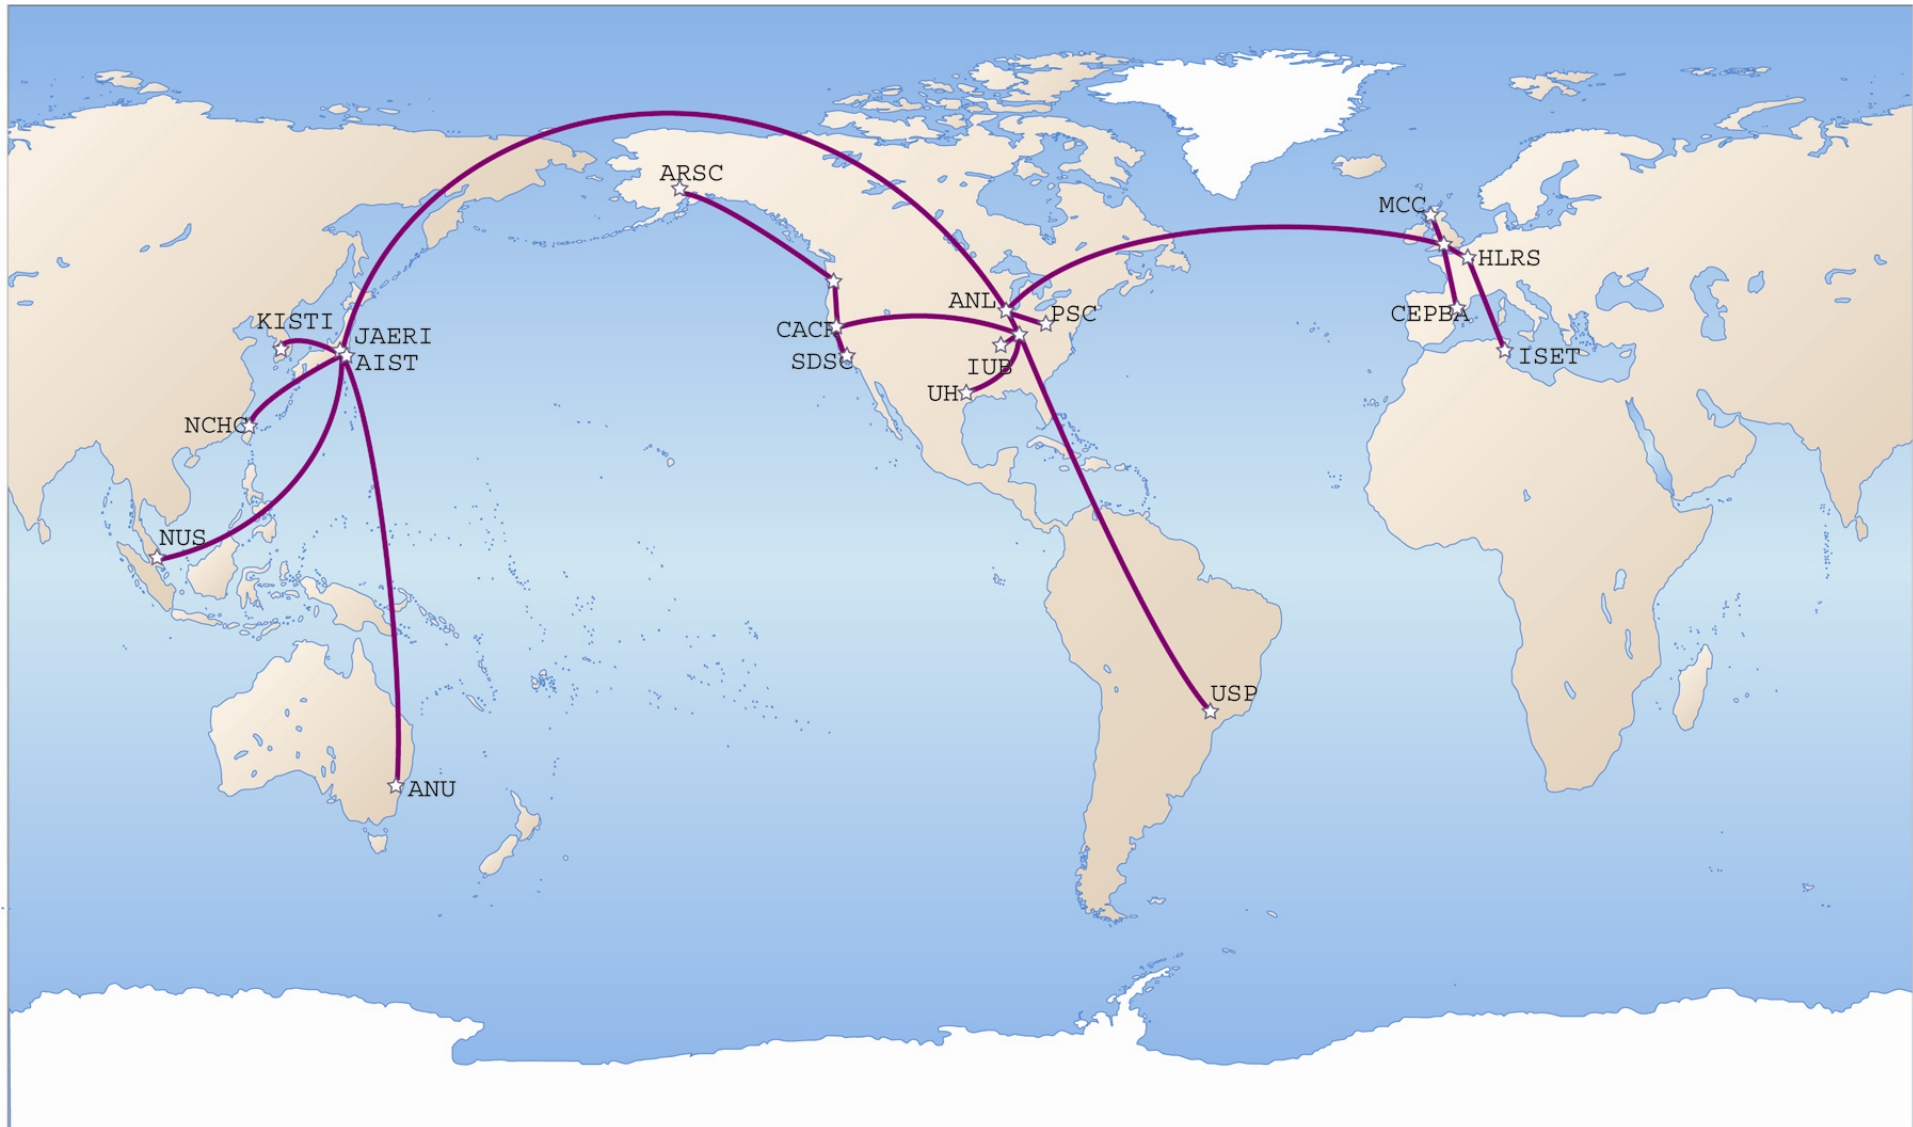 ARSC
MCC
HLRS
ANL
PSC
CEPBA
KISTI
JAERI
CACR
AIST
SDSC
ISET
IUB
UH
NCHC
NUS
USP
ANU